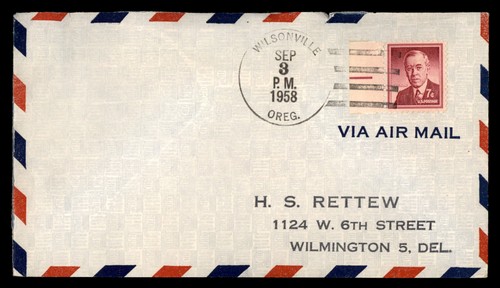 WILSONVILLE
SEP
3
P. M.
1958
OREG.
7¢
VIA AIR MAIL
H. S. RETTEW
1124 W. 6TH STREET
WILMINGTON 5, DEL.